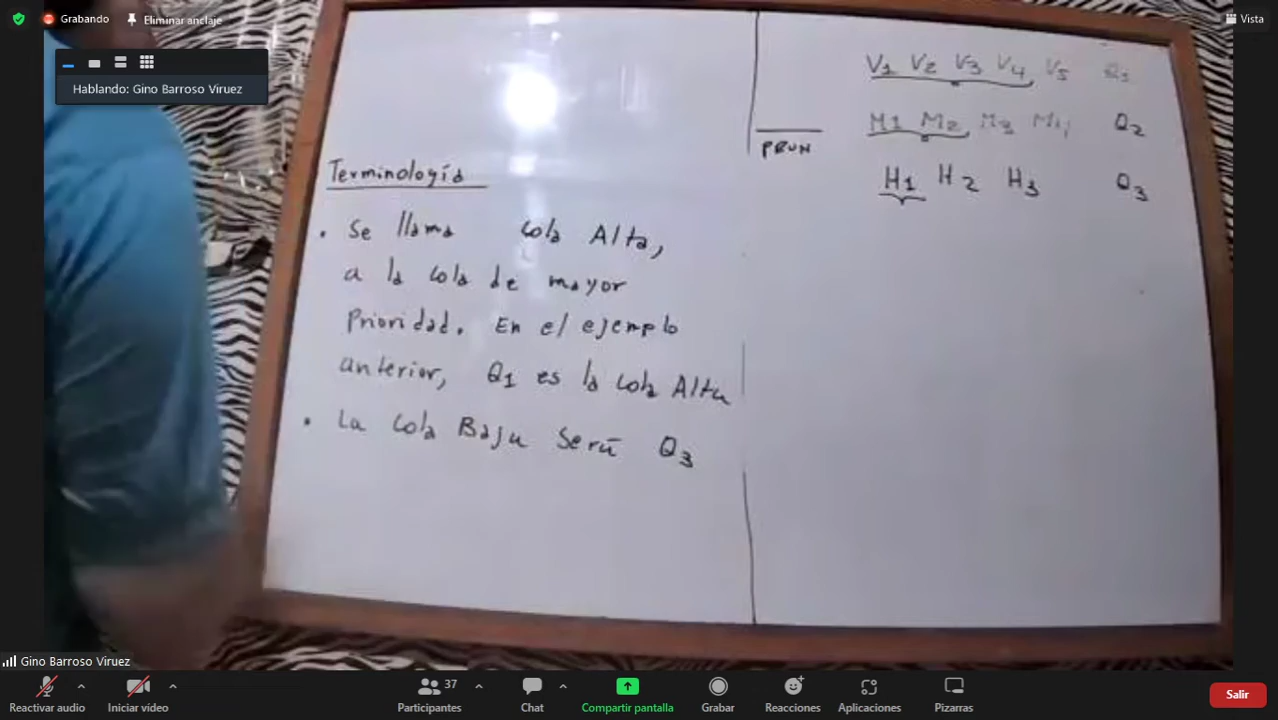 Grabando
Eliminar anclaje
Vista
Hablando: Gino Barroso Viruez
Terminología
• Se llama cola Alta,
a la cola de mayor
Prioridad. En el ejemplo
anterior, Q1 es la cola Alta
• La cola Baja Será Q3
PRUN
V1 V2 V3 V4 V5 Q1
M1 M2 M3 M4 Q2
H1 H2 H3 Q3
Gino Barroso Viruez
Reactivar audio
Iniciar video
37
Participantes
Chat
Compartir pantalla
Grabar
Reacciones
Aplicaciones
Pizarras
Salir